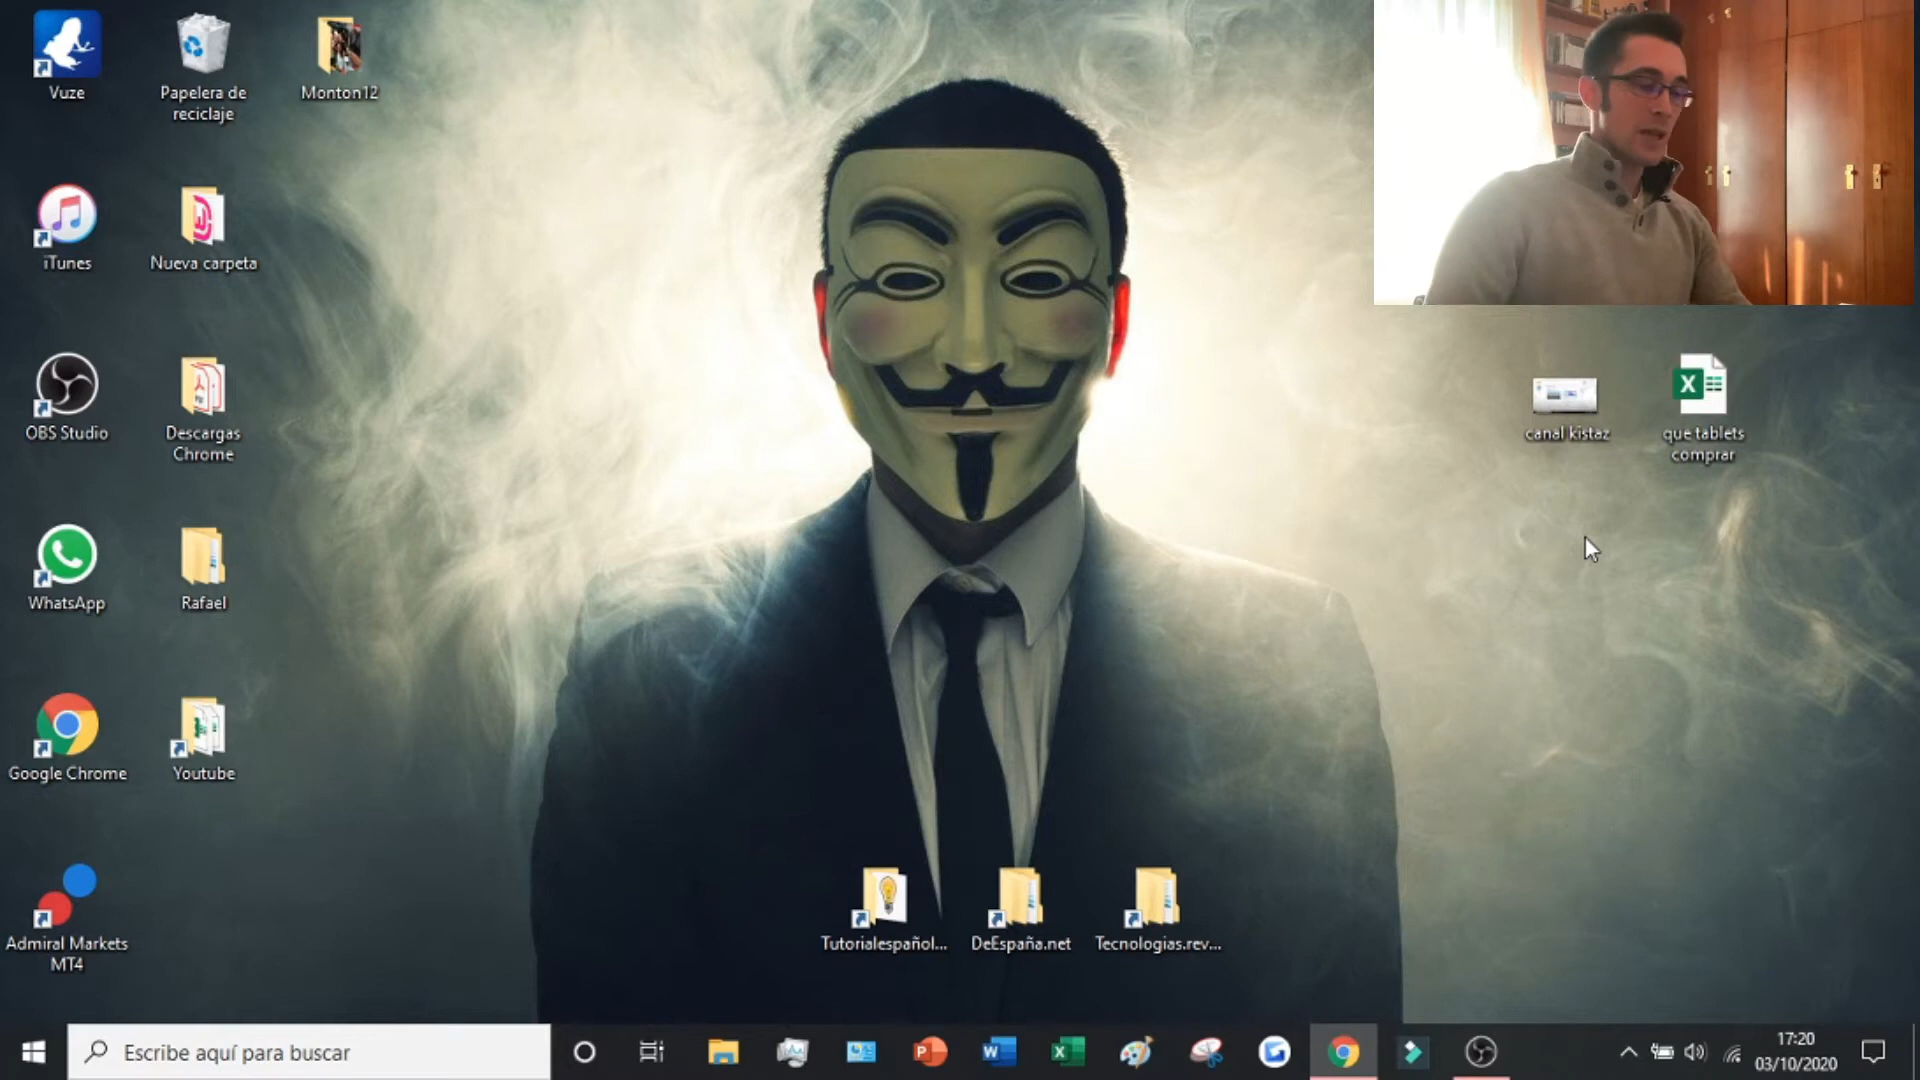 Vuze
Papelera de
reciclaje
Monton12
iTunes
Nueva carpeta
OBS Studio
Descargas
Chrome
canal kistaz
que tablets
comprar
WhatsApp
Rafael
Google Chrome
Youtube
Admiral Markets
MT4
Tutorialespañol...
DeEspaña.net
Tecnologias.rev...
Escribe aquí para buscar
17:20
03/10/2020